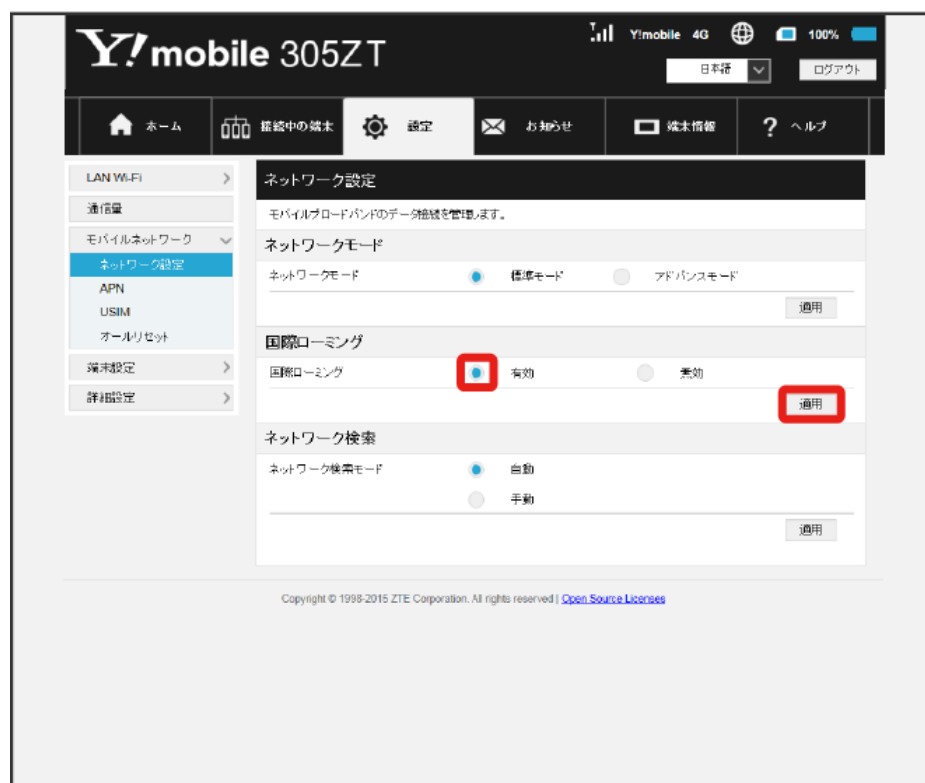 Y!mobile 4G 100%
Y!mobile 305ZT
日本語 ログアウト
ホーム 接続中の端末 設定 お知らせ 端末情報 ? ヘルプ
LAN Wi-Fi
通信量
モバイルネットワーク
ネットワーク設定
APN
USIM
オールリセット
端末設定
詳細設定
ネットワーク設定
モバイルブロードバンドのデータ接続を管理します。
ネットワークモード
ネットワークモード 標準モード アドバンスモード
適用
国際ローミング
国際ローミング 有効 無効
適用
ネットワーク検索
ネットワーク検索モード 自動
手動
適用
Copyright © 1998-2015 ZTE Corporation. All rights reserved | Open Source Licenses